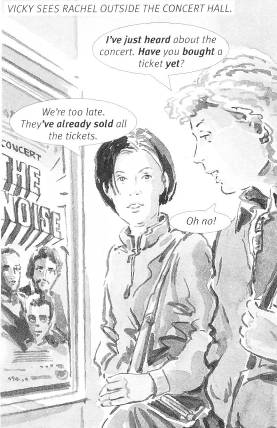 VICKY SEES RACHEL OUTSIDE THE CONCERT HALL.
I've just heard about the
concert. Have you bought a
ticket yet?
We're too late.
They've already sold all
the tickets.
Oh no!
CONCERT
THE
NOISE